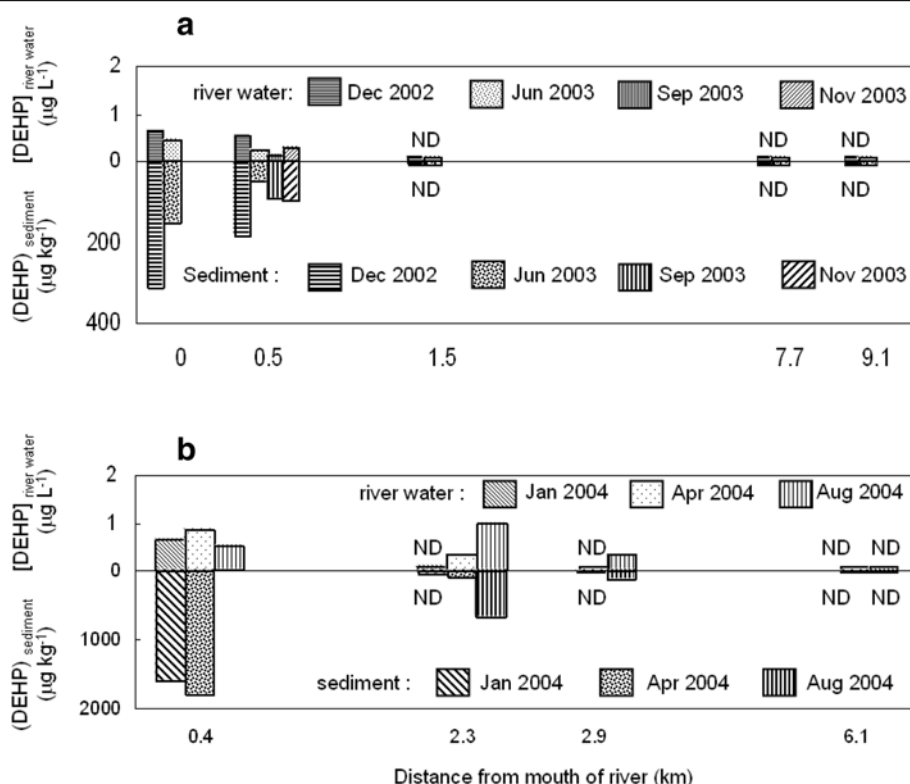 a
[DEHP] river water
(µg L-1)
2
1
0
river water: Dec 2002 Jun 2003 Sep 2003 Nov 2003
ND ND ND
ND ND ND
(DEHP) sediment
(µg kg-1)
200
400
Sediment : Dec 2002 Jun 2003 Sep 2003 Nov 2003
0 0.5 1.5 7.7 9.1
b
[DEHP] river water
(µg L-1)
2
1
0
river water : Jan 2004 Apr 2004 Aug 2004
ND ND ND ND
ND ND ND ND
(DEHP) sediment
(µg kg-1)
1000
2000
sediment : Jan 2004 Apr 2004 Aug 2004
0.4 2.3 2.9 6.1
Distance from mouth of river (km)